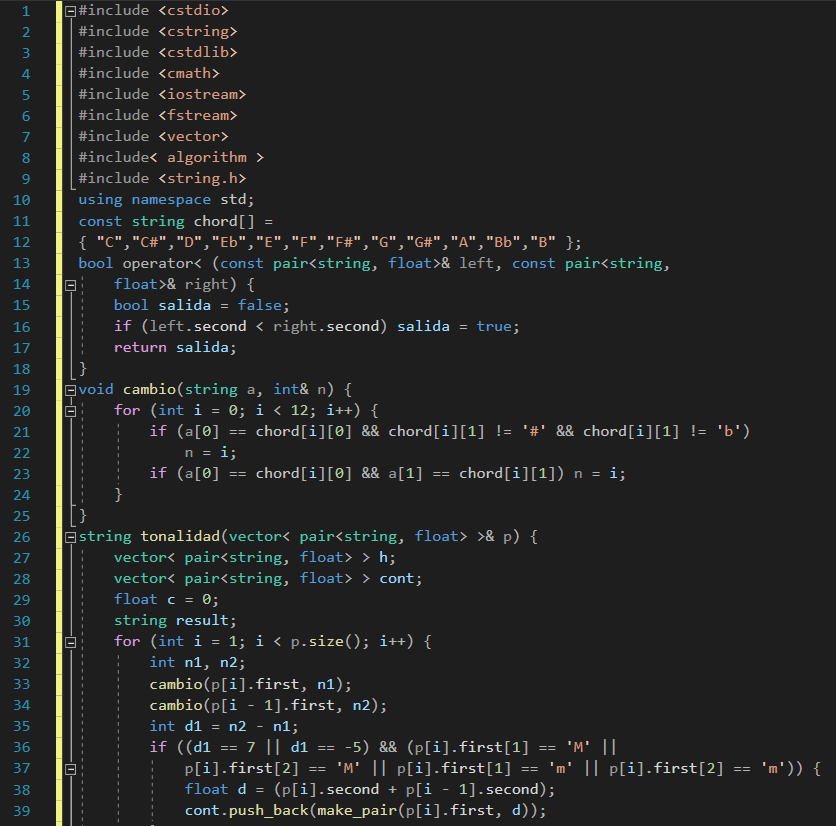 1 #include <cstdio>
2 #include <cstring>
3 #include <cstdlib>
4 #include <cmath>
5 #include <iostream>
6 #include <fstream>
7 #include <vector>
8 #include< algorithm >
9 #include <string.h>
10 using namespace std;
11 const string chord[] =
12 { "C","C#","D","Eb","E","F","F#","G","G#","A","Bb","B" };
13 bool operator< (const pair<string, float>& left, const pair<string,
14 float>& right) {
15 bool salida = false;
16 if (left.second < right.second) salida = true;
17 return salida;
18 }
19 void cambio(string a, int& n) {
20 for (int i = 0; i < 12; i++) {
21 if (a[0] == chord[i][0] && chord[i][1] != '#' && chord[i][1] != 'b')
22 n = i;
23 if (a[0] == chord[i][0] && a[1] == chord[i][1]) n = i;
24 }
25 }
26 string tonalidad(vector< pair<string, float> >& p) {
27 vector< pair<string, float> > h;
28 vector< pair<string, float> > cont;
29 float c = 0;
30 string result;
31 for (int i = 1; i < p.size(); i++) {
32 int n1, n2;
33 cambio(p[i].first, n1);
34 cambio(p[i - 1].first, n2);
35 int d1 = n2 - n1;
36 if ((d1 == 7 || d1 == -5) && (p[i].first[1] == 'M' ||
37 p[i].first[2] == 'M' || p[i].first[1] == 'm' || p[i].first[2] == 'm')) {
38 float d = (p[i].second + p[i - 1].second);
39 cont.push_back(make_pair(p[i].first, d));